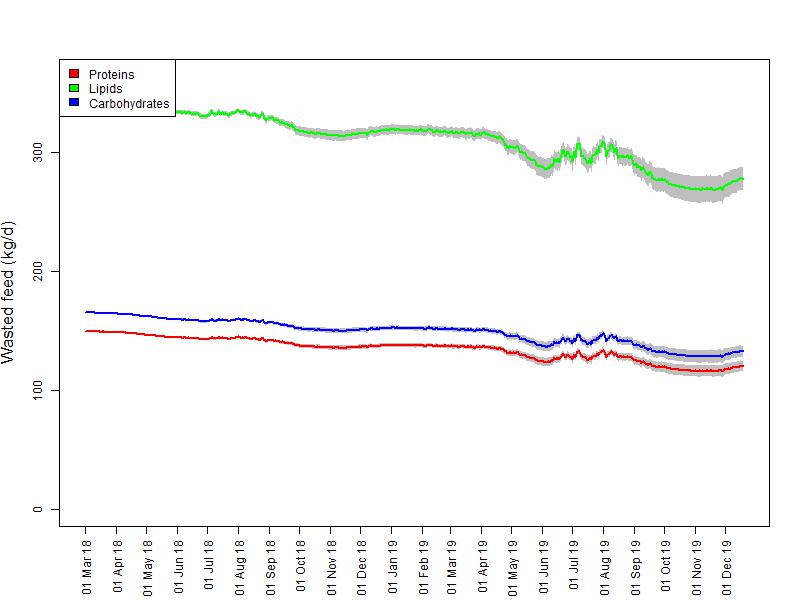 Proteins
Lipids
Carbohydrates
Wasted feed (kg/d)
300
200
100
0
01 Mar 18
01 Apr 18
01 May 18
01 Jun 18
01 Jul 18
01 Aug 18
01 Sep 18
01 Oct 18
01 Nov 18
01 Dec 18
01 Jan 19
01 Feb 19
01 Mar 19
01 Apr 19
01 May 19
01 Jun 19
01 Jul 19
01 Aug 19
01 Sep 19
01 Oct 19
01 Nov 19
01 Dec 19